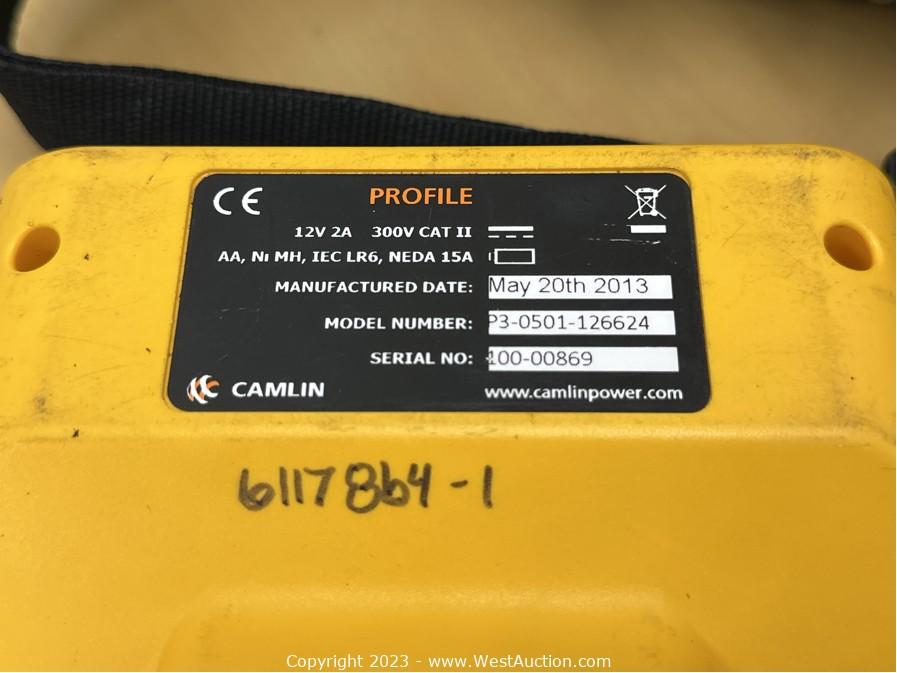 CE PROFILE
12V 2A 300V CAT II
AA, Ni MH, IEC LR6, NEDA 15A
MANUFACTURED DATE: May 20th 2013
MODEL NUMBER: P3-0501-126624
SERIAL NO: 100-00869
CAMLIN www.camlinpower.com
6117864-1
Copyright 2023 - www.WestAuction.com